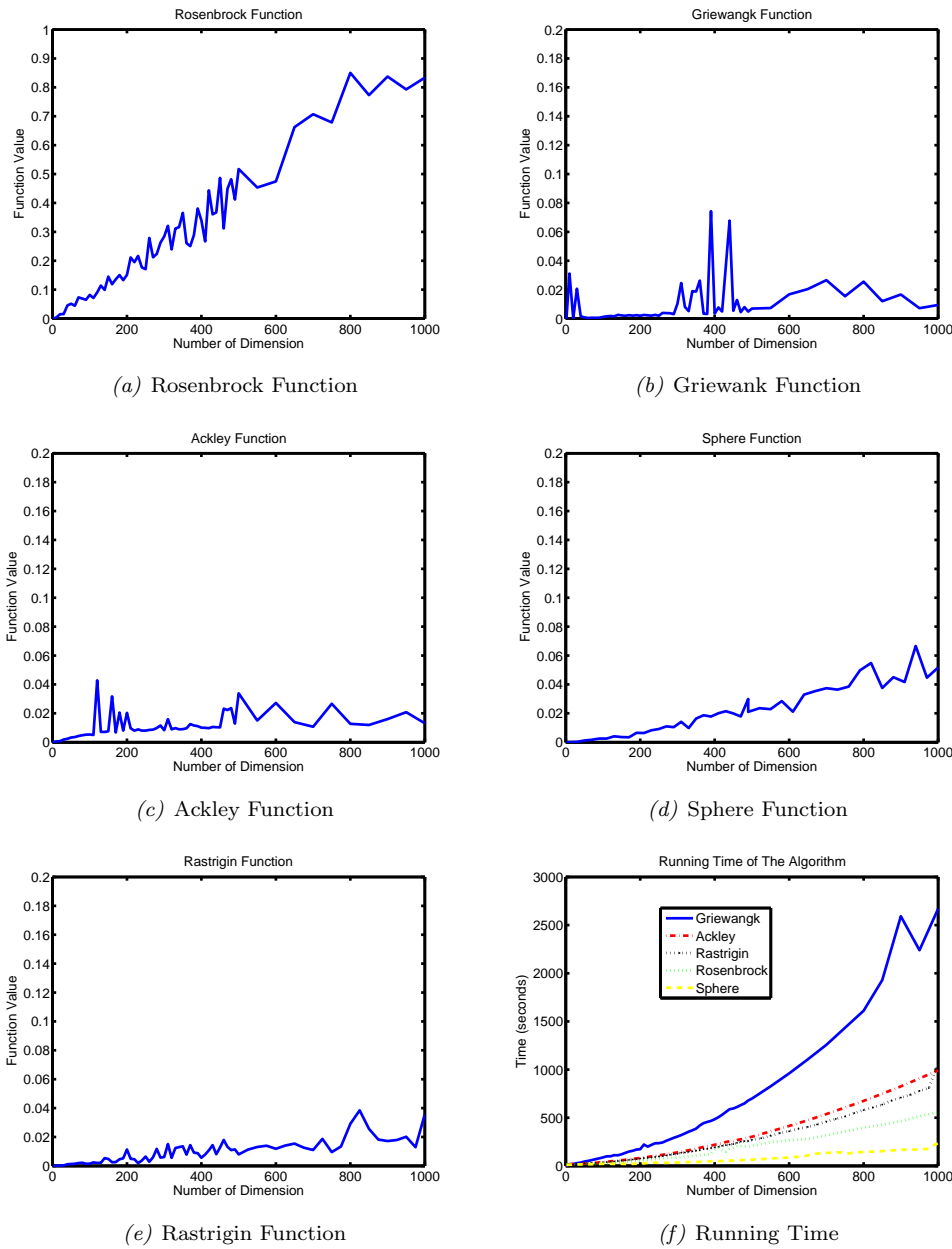 Rosenbrock Function
1
0.9
0.8
0.7
0.6
0.5
0.4
0.3
0.2
0.1
0
Function Value
0 200 400 600 800 1000
Number of Dimension
(a) Rosenbrock Function
Griewangk Function
0.2
0.18
0.16
0.14
0.12
0.1
0.08
0.06
0.04
0.02
0
Function Value
0 200 400 600 800 1000
Number of Dimension
(b) Griewank Function
Ackley Function
0.2
0.18
0.16
0.14
0.12
0.1
0.08
0.06
0.04
0.02
0
Function Value
0 200 400 600 800 1000
Number of Dimension
(c) Ackley Function
Sphere Function
0.2
0.18
0.16
0.14
0.12
0.1
0.08
0.06
0.04
0.02
0
Function Value
0 200 400 600 800 1000
Number of Dimension
(d) Sphere Function
Rastrigin Function
0.2
0.18
0.16
0.14
0.12
0.1
0.08
0.06
0.04
0.02
0
Function Value
0 200 400 600 800 1000
Number of Dimension
(e) Rastrigin Function
Running Time of The Algorithm
3000
2500
2000
1500
1000
500
0
Time (seconds)
Griewangk
Ackley
Rastrigin
Rosenbrock
Sphere
0 200 400 600 800 1000
Number of Dimension
(f) Running Time